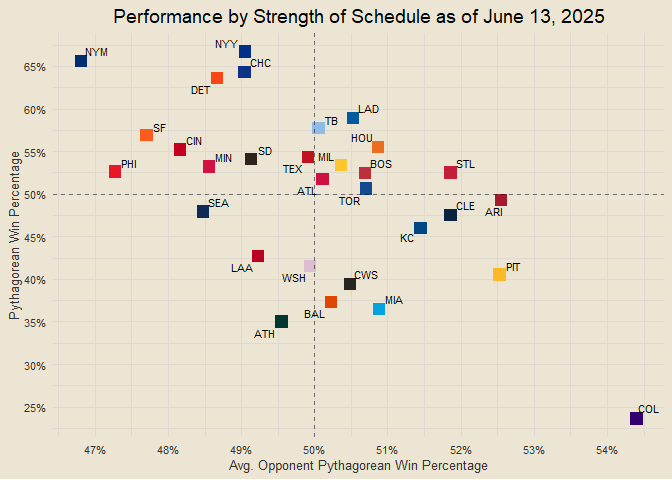 Performance by Strength of Schedule as of June 13, 2025
NYY
NYM
CHC
65%
DET
60%
LAD
TB
SF
HOU
CIN
55%
SD
MIN
MIL
PHI
TEX
BOS
STL
ATL
50%
TOR
SEA
CLE
ARI
45%
KC
LAA
PIT
WSH
CWS
40%
MIA
BAL
35%
ATH
30%
25%
COL
47%
48%
49%
50%
51%
52%
53%
54%
Avg. Opponent Pythagorean Win Percentage
Pythagorean Win Percentage